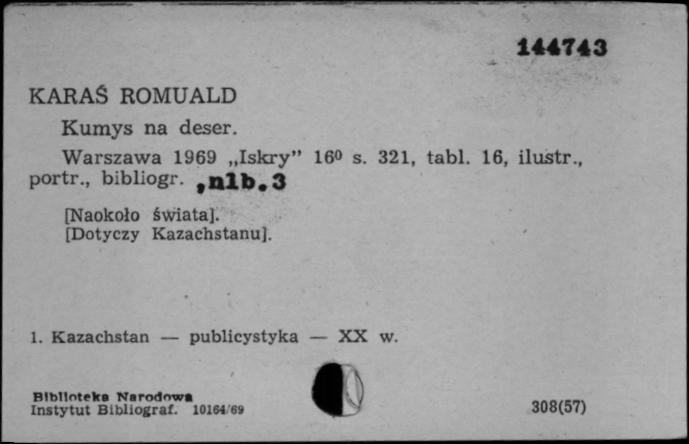 144743
KARAŚ ROMUALD
Kumys na deser.
Warszawa 1969 „Iskry” 16⁰ s. 321, tabl. 16, ilustr.,
portr., bibliogr. ,nlb.3
[Naokoło świata].
[Dotyczy Kazachstanu].
1. Kazachstan — publicystyka — XX w.
Biblioteka Narodowa
Instytut Bibliograf. 10164/69
308(57)